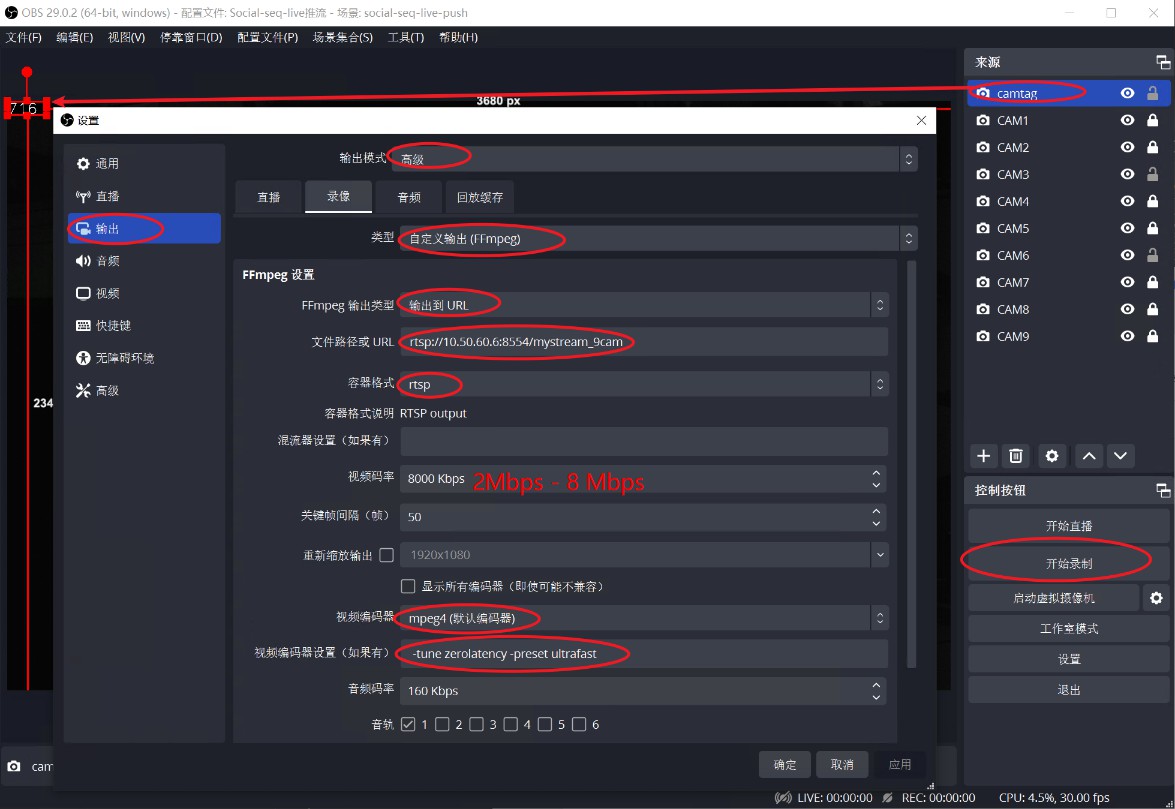 OBS 29.0.2 (64-bit, windows) - 配置文件: Social-seq-live推流 - 场景: social-seq-live-push
文件(F) 编辑(E) 视图(V) 停靠窗口(D) 配置文件(P) 场景集合(S) 工具(T) 帮助(H)
716
3680 px
234
设置
通用
直播
输出
音频
视频
快捷键
无障碍环境
高级
输出模式 高级
直播 录像 音频 回放缓存
类型 自定义输出 (FFmpeg)
FFmpeg 设置
FFmpeg 输出类型 输出到 URL
文件路径或 URL rtsp://10.50.60.6:8554/mystream_9cam
容器格式 rtsp
容器格式说明 RTSP output
混流器设置（如果有）
视频码率 8000 Kbps 2Mbps - 8 Mbps
关键帧间隔（帧） 50
重新缩放输出 1920x1080
显示所有编码器（即使可能不兼容）
视频编码器 mpeg4 (默认编码器)
视频编码器设置（如果有） -tune zerolatency -preset ultrafast
音频码率 160 Kbps
音轨 1 2 3 4 5 6
确定 取消 应用
来源
camtag
CAM1
CAM2
CAM3
CAM4
CAM5
CAM6
CAM7
CAM8
CAM9
控制按钮
开始直播
开始录制
启动虚拟摄像机
工作室模式
设置
退出
cam
LIVE: 00:00:00 REC: 00:00:00 CPU: 4.5%, 30.00 fps